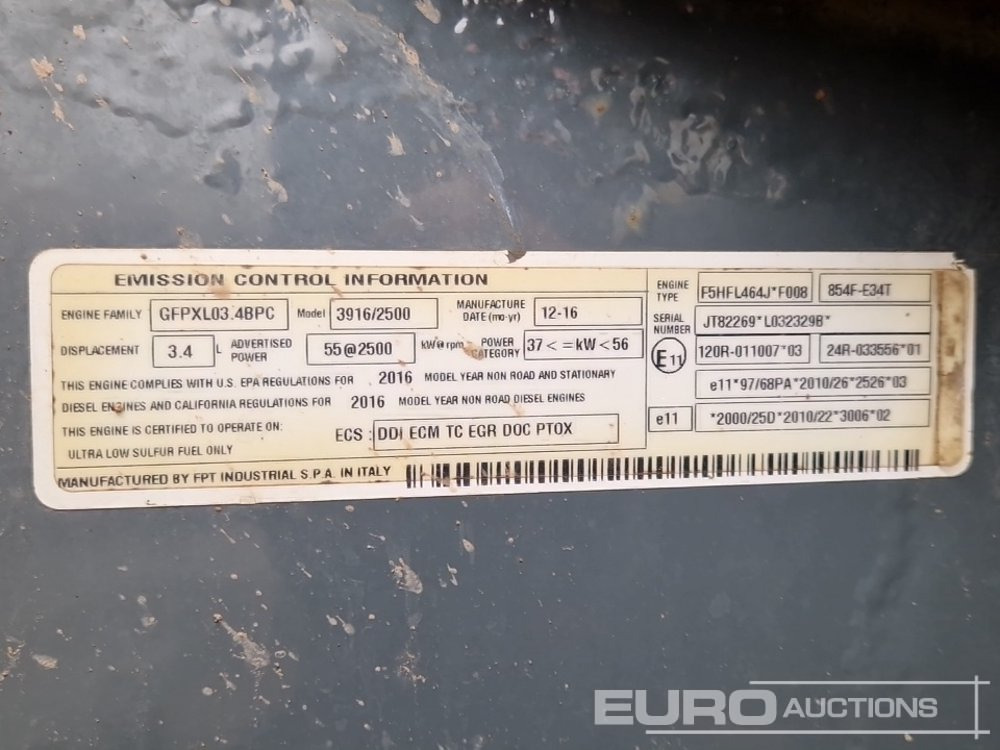 EMISSION CONTROL INFORMATION
ENGINE FAMILY GFPXL03.4BPC Model 3916/2500 MANUFACTURE DATE (mo-yr) 12-16
DISPLACEMENT 3.4 L ADVERTISED POWER 55@2500 kW@rpm POWER CATEGORY 37<=kW<56
THIS ENGINE COMPLIES WITH U.S. EPA REGULATIONS FOR 2016 MODEL YEAR NON ROAD AND STATIONARY
DIESEL ENGINES AND CALIFORNIA REGULATIONS FOR 2016 MODEL YEAR NON ROAD DIESEL ENGINES
THIS ENGINE IS CERTIFIED TO OPERATE ON:
ULTRA LOW SULFUR FUEL ONLY
ECS : DDI ECM TC EGR DOC PTOX
MANUFACTURED BY FPT INDUSTRIAL S.P.A. IN ITALY
ENGINE TYPE F5HFL464J*F008 854F-E34T
SERIAL NUMBER JT82269*L032329B*
E11 120R-011007*03 24R-033556*01
e11*97/68PA*2010/26*2526*03
e11 *2000/25D*2010/22*3006*02
EURO AUCTIONS